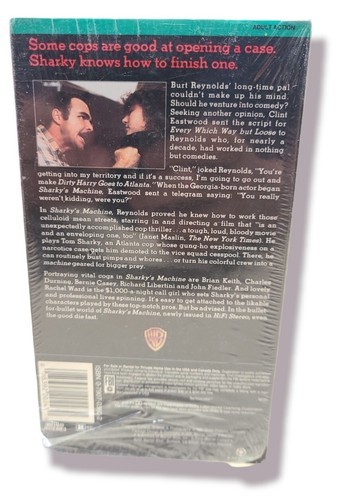 ADULT ACTION
Some cops are good at opening a case.
Sharky knows how to finish one.
Burt Reynolds' long-time pal
couldn't make up his mind.
Should he venture into comedy?
Seeking another opinion, Clint
Eastwood sent the script for
Every Which Way but Loose to
Reynolds who, for nearly a
decade, had worked in nothing
but comedies.
"Clint," joked Reynolds, "You're
getting into my territory and if it's a success, I'm going to go out and
make Dirty Harry Goes to Atlanta." When the Georgia-born actor began
Sharky's Machine, Eastwood sent a telegram saying: "You really
weren't kidding, were you?"
In Sharky's Machine, Reynolds proved he knew how to work those
celluloid mean streets, starring in and directing a film that "is an
unexpectedly accomplished cop thriller...a tough, loud, bloody movie
and an enveloping one, too" (Janet Maslin, The New York Times). He
plays Tom Sharky, an Atlanta cop whose gung-ho explosiveness on a
narcotics case gets him demoted to the vice squad cesspool. There, he
can routinely bust pimps and whores...or turn his colorful crew into a
machine geared for bigger prey.
Portraying vital cogs in Sharky's Machine are Brian Keith, Charles
Durning, Bernie Casey, Richard Libertini and John Fiedler. And lovely
Rachel Ward is the $1,000-a-night call girl who sets Sharky's personal
and professional lives spinning. It's easy to get attached to the likable
characters played by these top-notch pros. But be advised. In the bullet-
for-bullet world of Sharky's Machine, newly issued in HiFi Stereo, even
the good die fast.